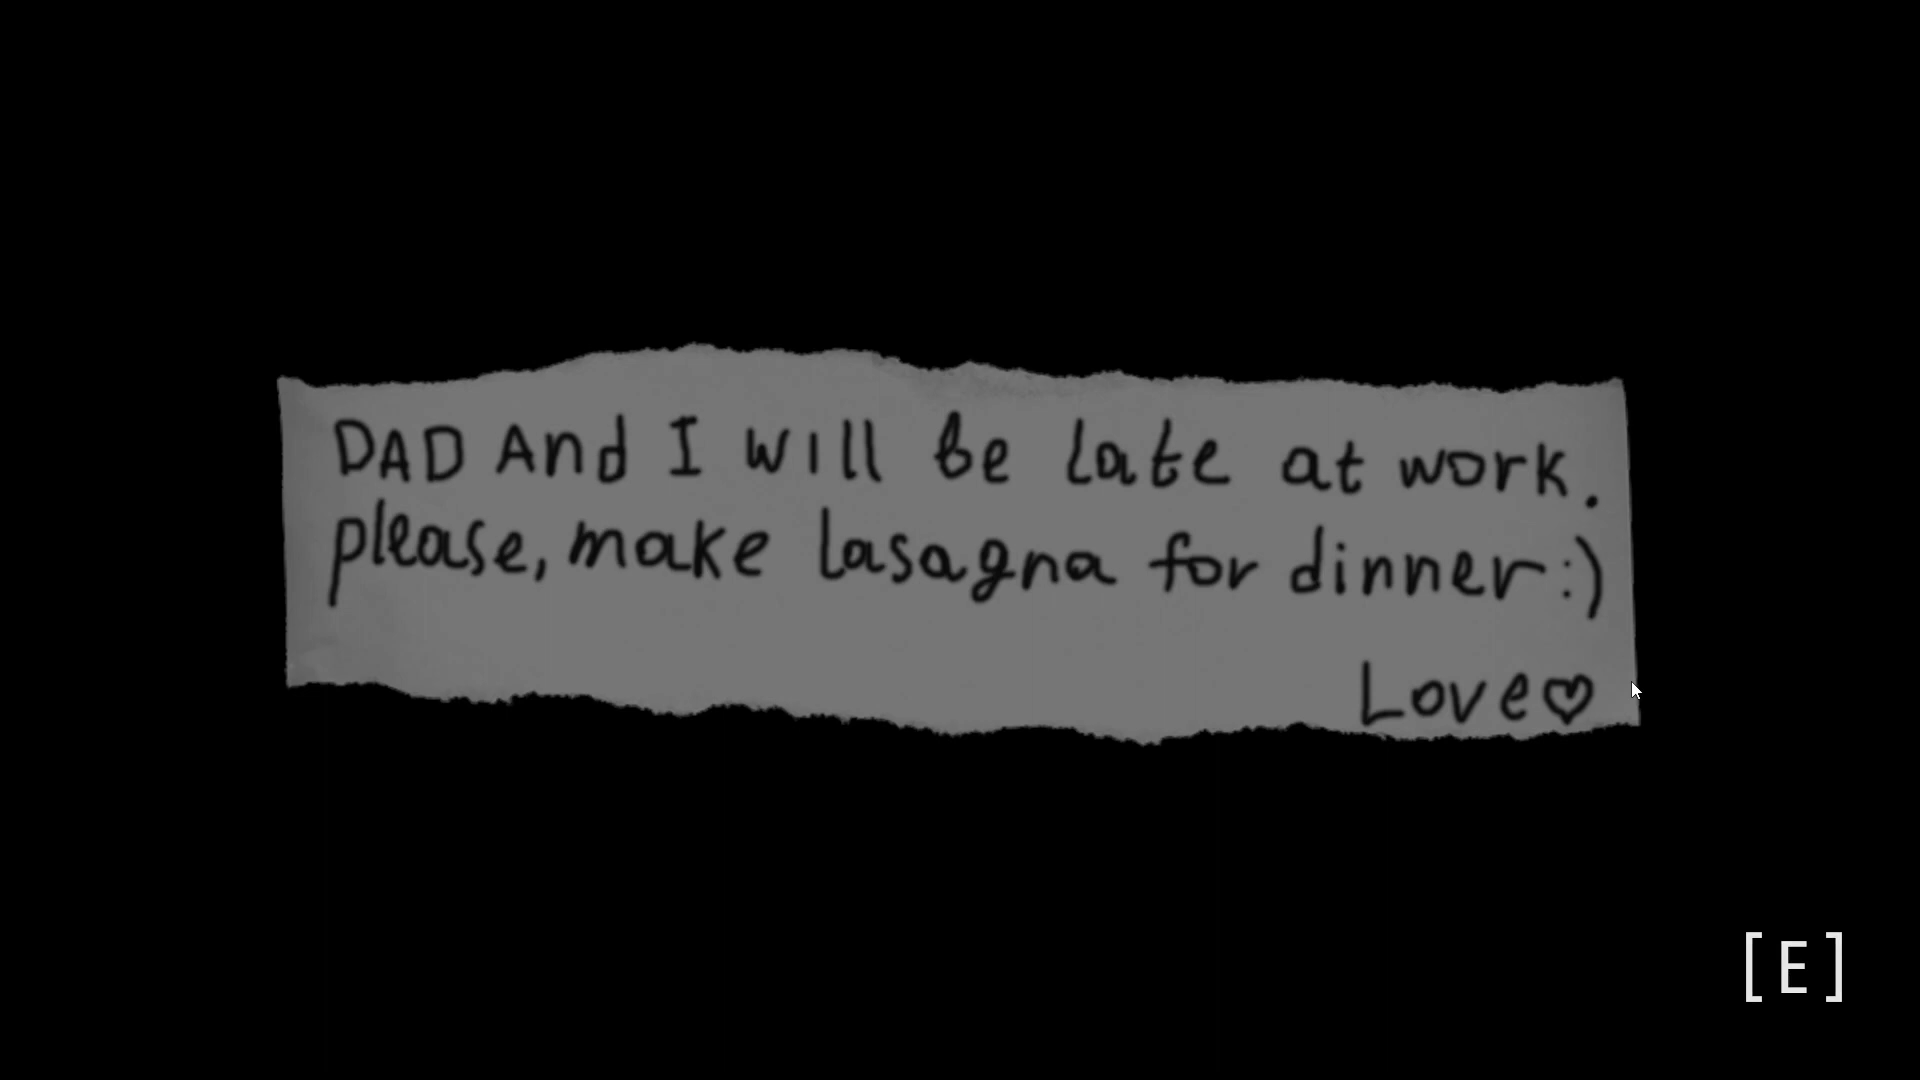 DAD And I will be late at work.
please, make lasagna for dinner:)
Love♡
[E]